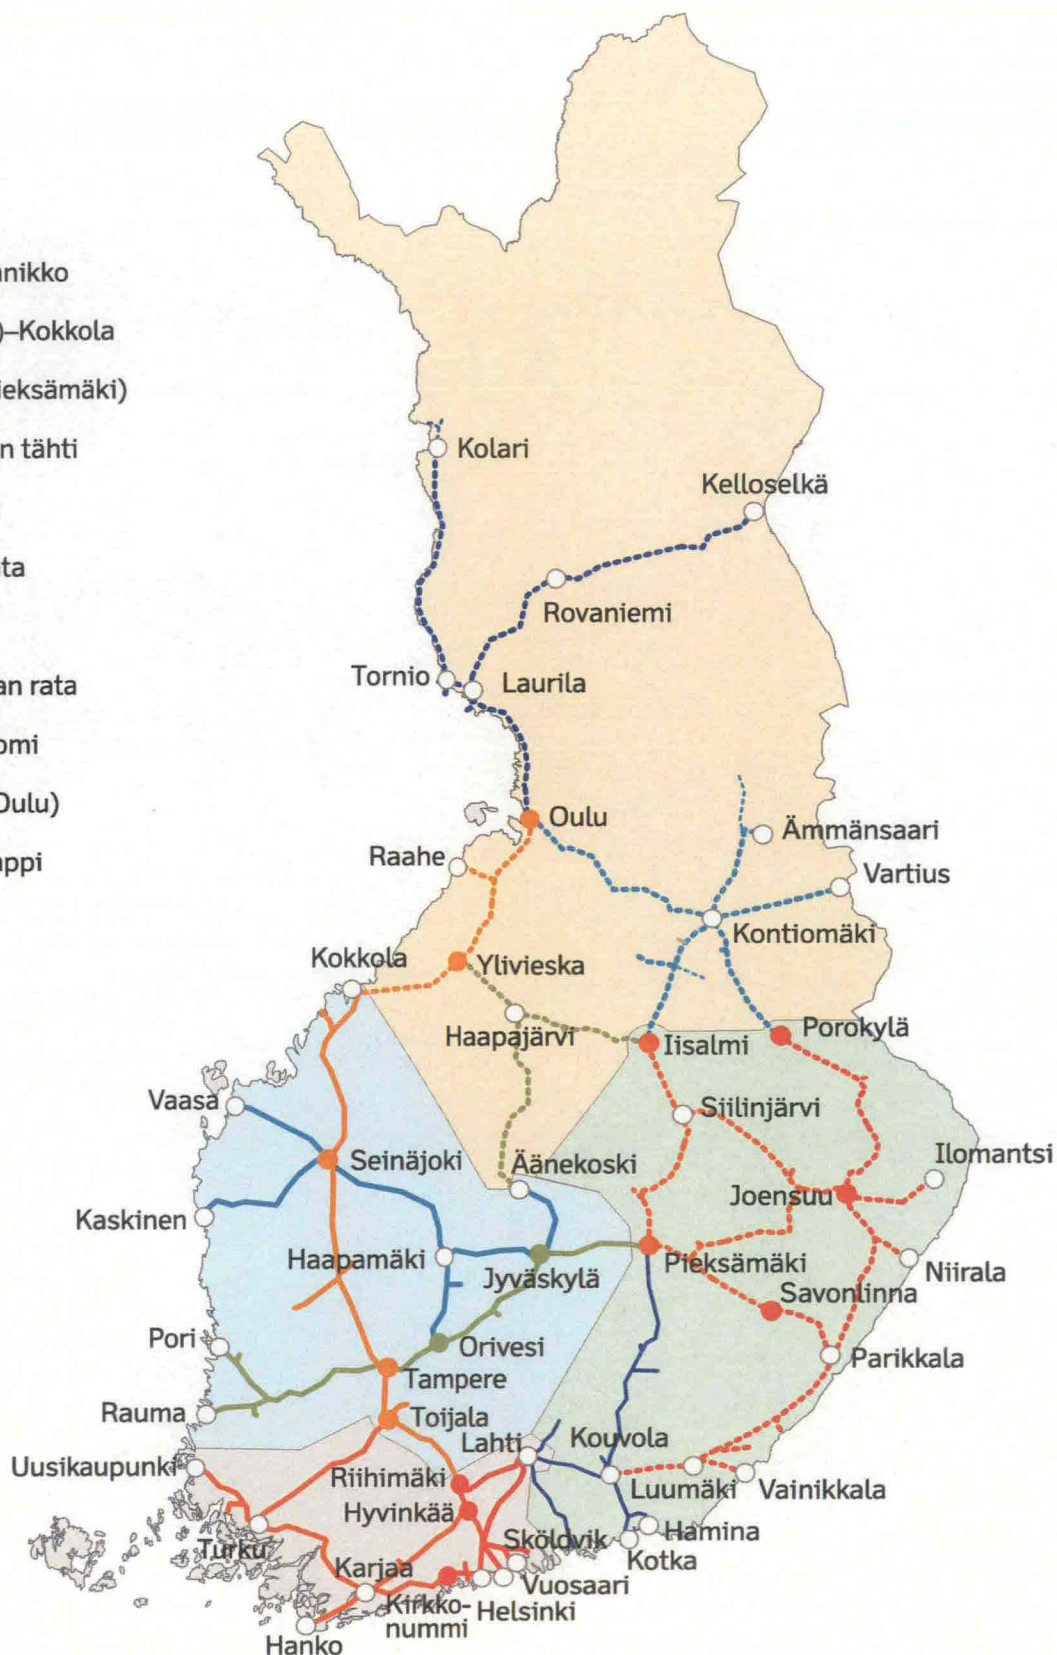 nnikko
)–Kokkola
ieksämäki)
n tähti
ta
an rata
omi
Oulu)
ppi
Kolari
Kelloselkä
Rovaniemi
Tornio
Laurila
Oulu
Ämmänsaari
Raahe
Vartius
Kontiomäki
Kokkola
Ylivieska
Haapajärvi
Iisalmi
Porokylä
Vaasa
Siilinjärvi
Seinäjoki
Äänekoski
Ilomantsi
Joensuu
Kaskinen
Haapamäki
Jyväskylä
Pieksämäki
Niirala
Savonlinna
Pori
Orivesi
Parikkala
Tampere
Rauma
Toijala
Lahti
Kouvola
Uusikaupunki
Riihimäki
Luumäki
Vainikkala
Hyvinkää
Sköldvik
Hamina
Turku
Kotka
Karjaa
Vuosaari
Kirkko-
nummi
Helsinki
Hanko